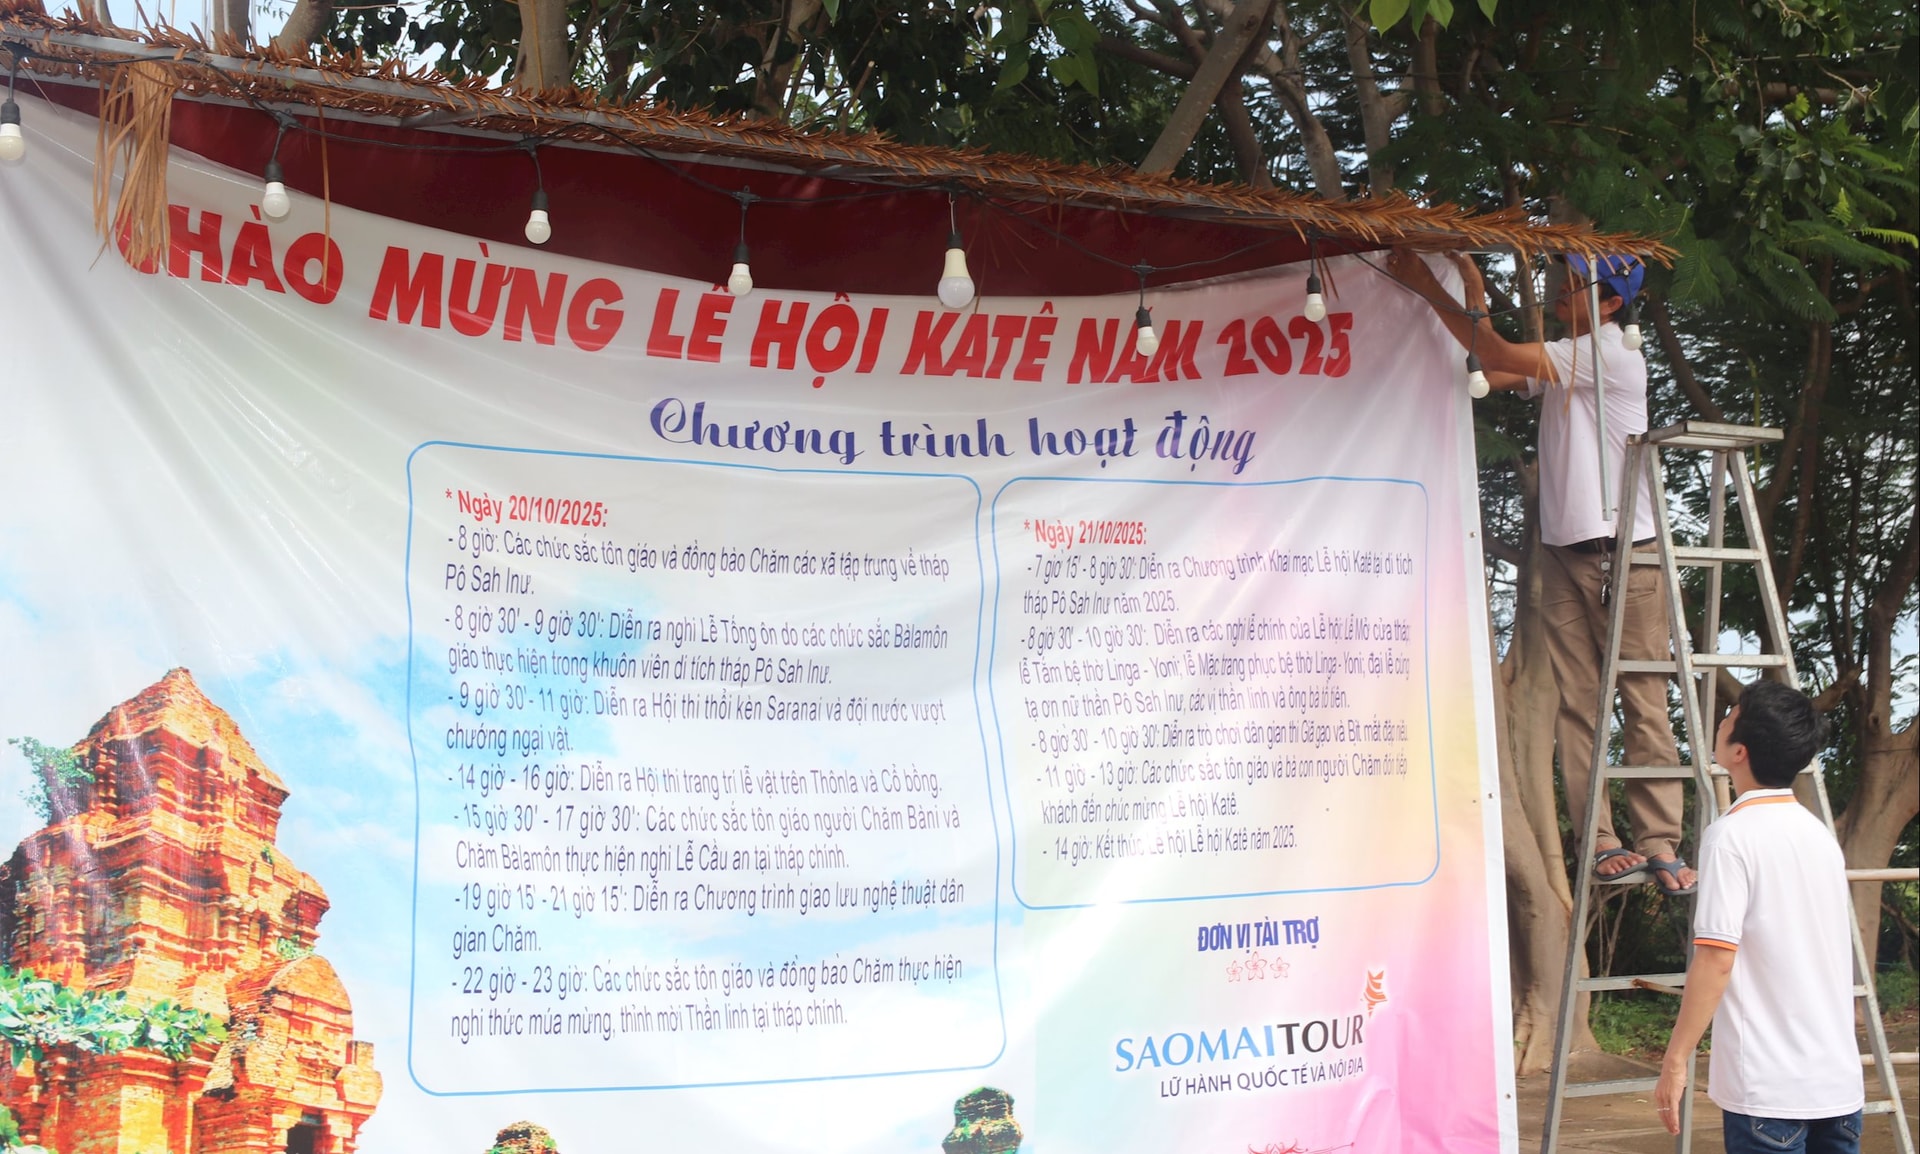 CHÀO MỪNG LỄ HỘI KATÊ NĂM 2025
Chương trình hoạt động
* Ngày 20/10/2025:
- 8 giờ: Các chức sắc tôn giáo và đồng bào Chăm các xã tập trung về tháp
Pô Sah Inư.
- 8 giờ 30' - 9 giờ 30': Diễn ra nghi Lễ Tống ôn do các chức sắc Bàlamôn
giáo thực hiện trong khuôn viên di tích tháp Pô Sah Inư.
- 9 giờ 30' - 11 giờ: Diễn ra Hội thi thổi kèn Saranai và đội nước vượt
chướng ngại vật.
- 14 giờ - 16 giờ: Diễn ra Hội thi trang trí lễ vật trên Thônla và Cổ bồng.
- 15 giờ 30' - 17 giờ 30': Các chức sắc tôn giáo người Chăm Bàni và
Chăm Bàlamôn thực hiện nghi Lễ Cầu an tại tháp chính.
-19 giờ 15' - 21 giờ 15': Diễn ra Chương trình giao lưu nghệ thuật dân
gian Chăm.
- 22 giờ - 23 giờ: Các chức sắc tôn giáo và đồng bào Chăm thực hiện
nghi thức múa mừng, thỉnh mời Thần linh tại tháp chính.
* Ngày 21/10/2025:
- 7 giờ 15' - 8 giờ 30': Diễn ra Chương trình Khai mạc Lễ hội Katê tại di tích
tháp Pô Sah Inư năm 2025.
- 8 giờ 30' - 10 giờ 30': Diễn ra các nghi lễ chính của Lễ hội: Lễ Mở cửa tháp;
lễ Tắm bệ thờ Linga - Yoni; lễ Mặc trang phục bệ thờ Linga - Yoni; đại lễ cúng
tạ ơn nữ thần Pô Sah Inư, các vị thần linh và ông bà tổ tiên.
- 8 giờ 30' - 10 giờ 30': Diễn ra trò chơi dân gian thi Giã gạo và Bịt mắt đập niêu.
- 11 giờ - 13 giờ: Các chức sắc tôn giáo và bà con người Chăm đón tiếp
khách đến chúc mừng Lễ hội Katê.
- 14 giờ: Kết thúc Lễ hội Lễ hội Katê năm 2025.
ĐƠN VỊ TÀI TRỢ
SAOMAITOUR
LỮ HÀNH QUỐC TẾ VÀ NỘI ĐỊA